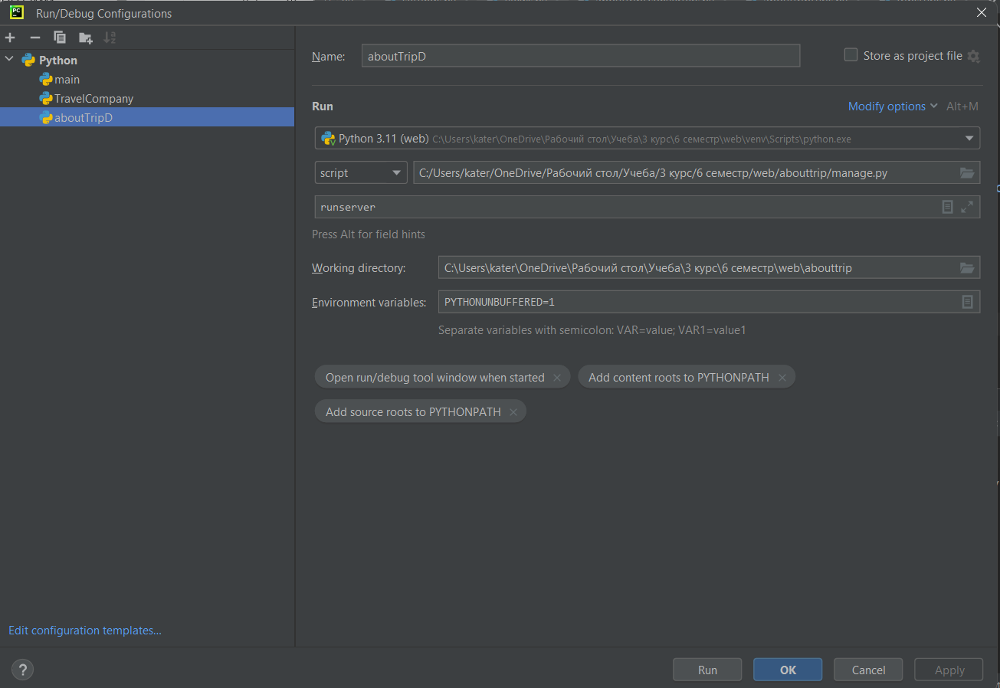 Run/Debug Configurations
Python
main
TravelCompany
aboutTripD
Edit configuration templates...
Name: aboutTripD Store as project file
Run Modify options Alt+M
Python 3.11 (web) C:\Users\kater\OneDrive\Рабочий стол\Учеба\3 курс\6 семестр\web\venv\Scripts\python.exe
script C:/Users/kater/OneDrive/Рабочий стол/Учеба/3 курс/6 семестр/web/abouttrip/manage.py
runserver
Press Alt for field hints
Working directory: C:\Users\kater\OneDrive\Рабочий стол\Учеба\3 курс\6 семестр\web\abouttrip
Environment variables: PYTHONUNBUFFERED=1
Separate variables with semicolon: VAR=value; VAR1=value1
Open run/debug tool window when started Add content roots to PYTHONPATH
Add source roots to PYTHONPATH
? Run OK Cancel Apply